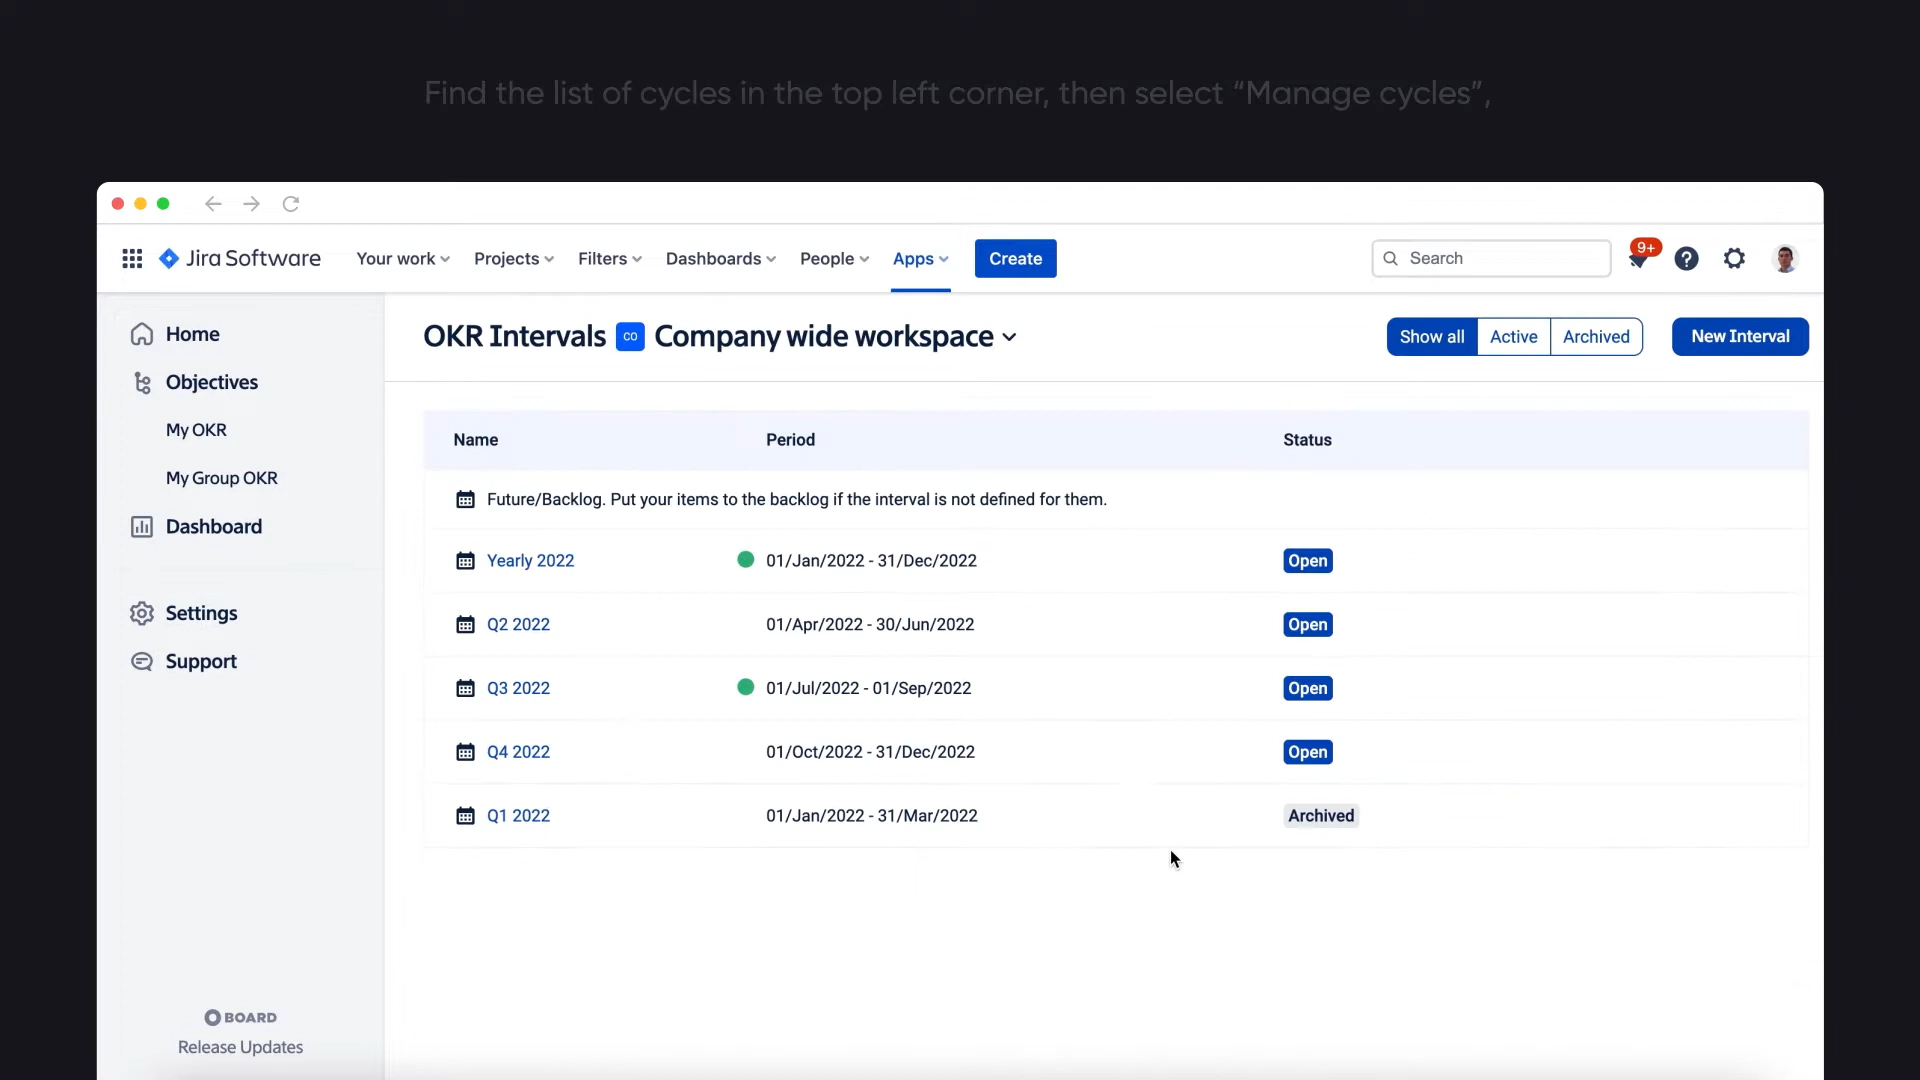 Find the list of cycles in the top left corner, then select “Manage cycles”,
Jira Software Your work Projects Filters Dashboards People Apps Create Search 9+
Home
Objectives
My OKR
My Group OKR
Dashboard
Settings
Support
BOARD
Release Updates
OKR Intervals CO Company wide workspace Show all Active Archived New Interval
Name Period Status
Future/Backlog. Put your items to the backlog if the interval is not defined for them.
Yearly 2022 01/Jan/2022 - 31/Dec/2022 Open
Q2 2022 01/Apr/2022 - 30/Jun/2022 Open
Q3 2022 01/Jul/2022 - 01/Sep/2022 Open
Q4 2022 01/Oct/2022 - 31/Dec/2022 Open
Q1 2022 01/Jan/2022 - 31/Mar/2022 Archived